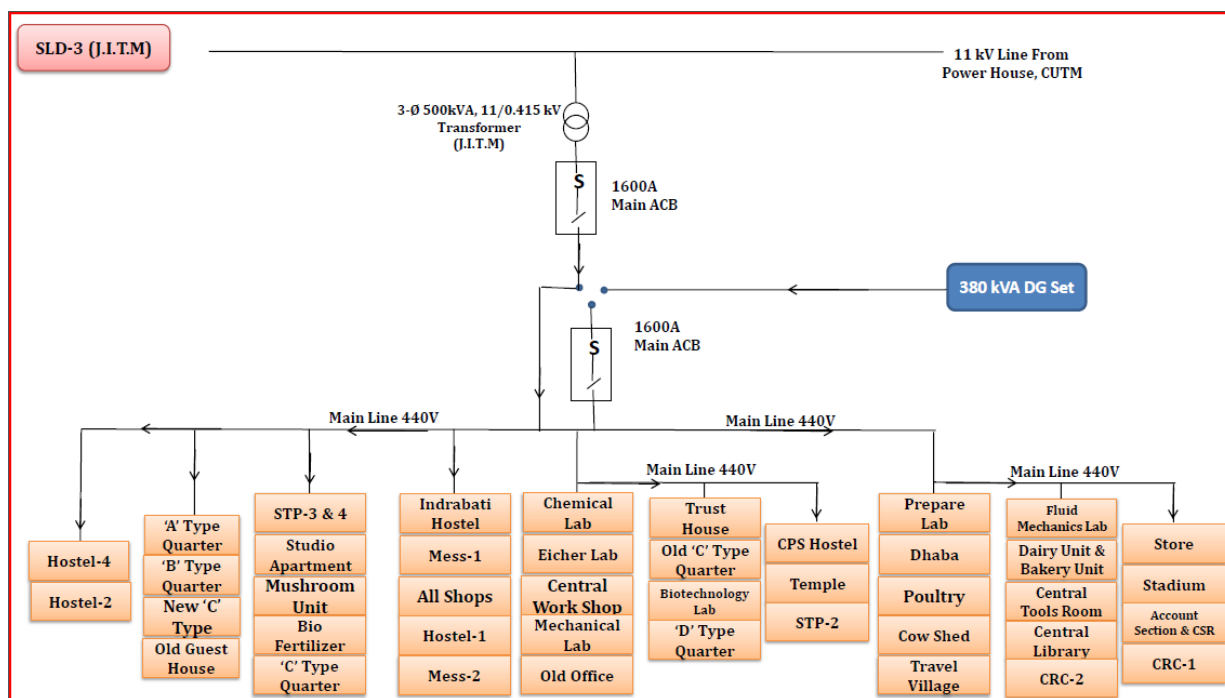 SLD-3 (J.I.T.M)
11 kV Line From
Power House, CUTM
3-Ø 500kVA, 11/0.415 kV
Transformer
(J.I.T.M)
S
1600A
Main ACB
380 kVA DG Set
1600A
Main ACB
S
Main Line 440V
Main Line 440V
Main Line 440V
Main Line 440V
Hostel-4
Hostel-2
'A' Type
Quarter
'B' Type
Quarter
New 'C'
Type
Old Guest
House
STP-3 & 4
Studio
Apartment
Mushroom
Unit
Bio
Fertilizer
'C' Type
Quarter
Indrabati
Hostel
Mess-1
All Shops
Hostel-1
Mess-2
Chemical
Lab
Eicher Lab
Central
Work Shop
Mechanical
Lab
Old Office
Trust
House
Old 'C' Type
Quarter
Biotechnology
Lab
'D' Type
Quarter
CPS Hostel
Temple
STP-2
Prepare
Lab
Dhaba
Poultry
Cow Shed
Travel
Village
Fluid
Mechanics Lab
Dairy Unit &
Bakery Unit
Central
Tools Room
Central
Library
CRC-2
Store
Stadium
Account
Section & CSR
CRC-1